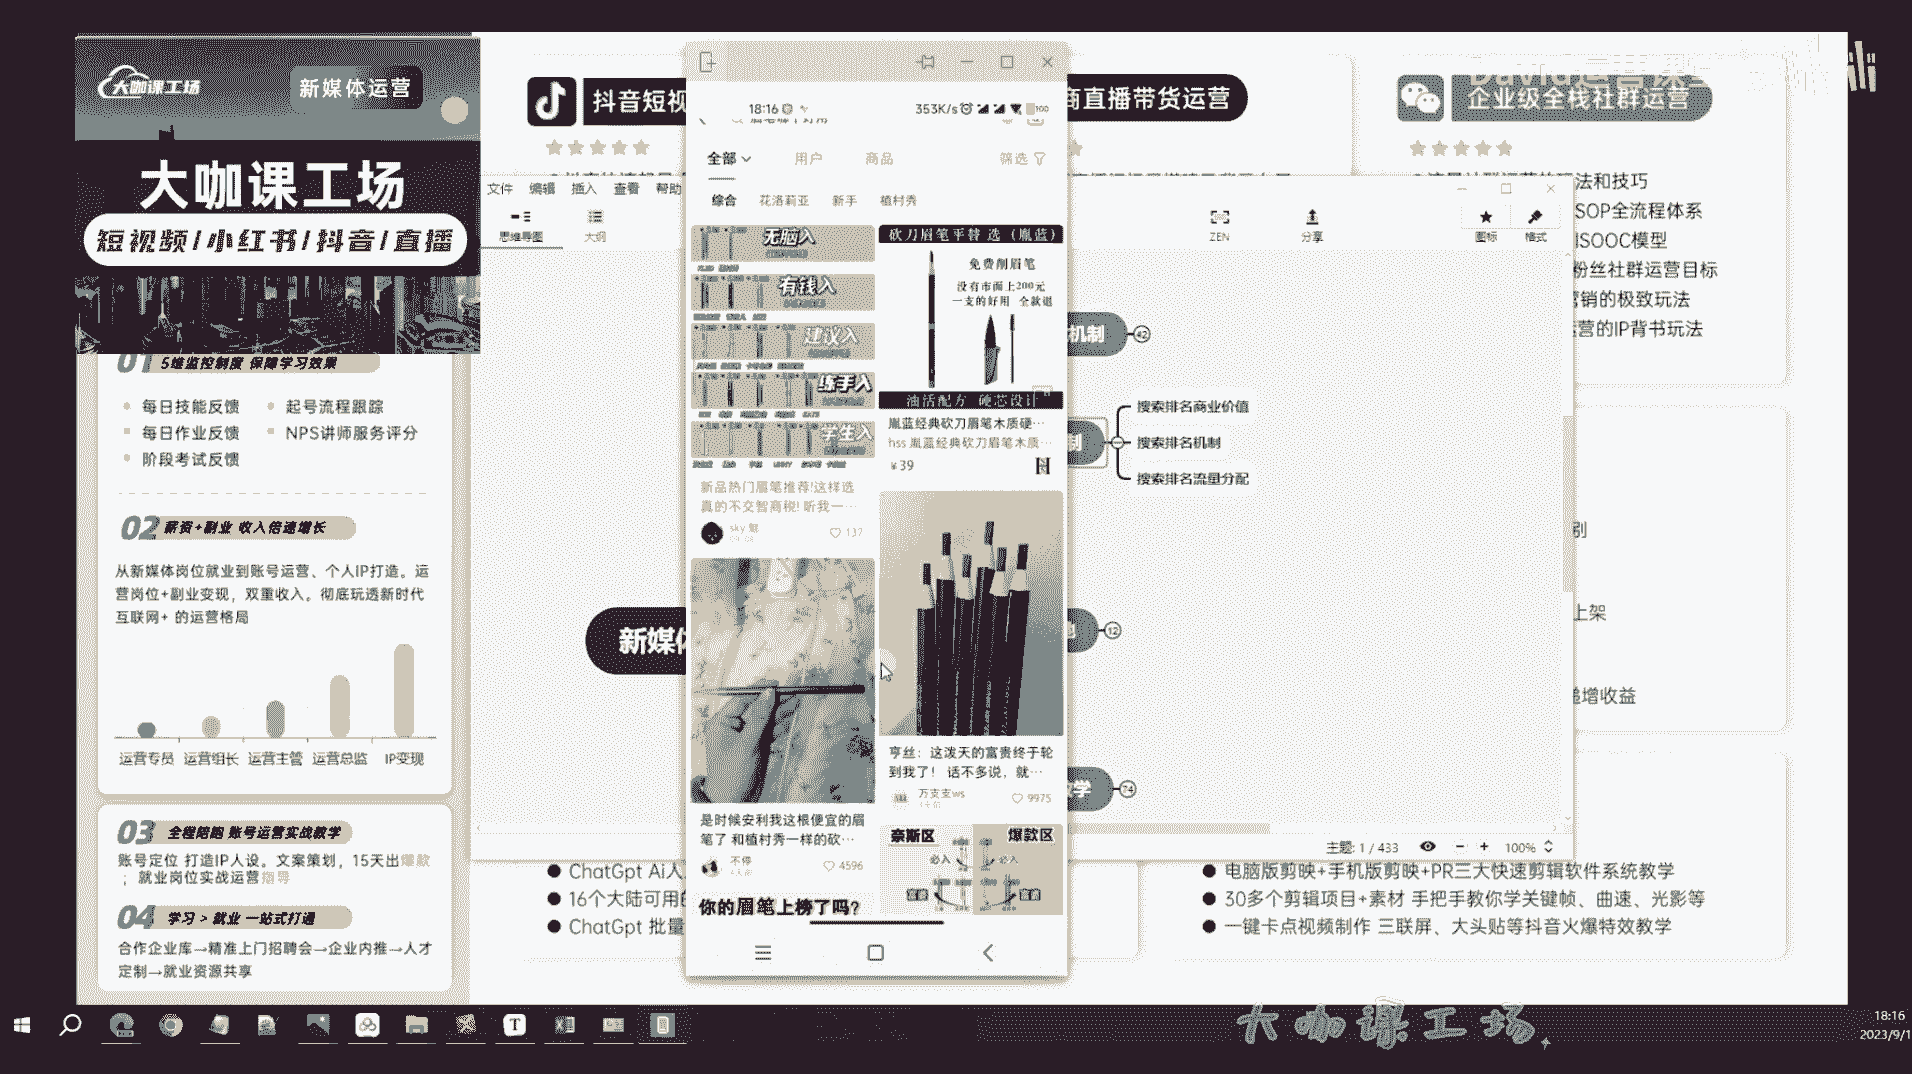 大咖课工场
新媒体运营
大咖课工场
短视频/小红书/抖音/直播
01 5维监控制度 保障学习效果
每日技能反馈
起号流程跟踪
每日作业反馈
NPS讲师服务评分
阶段考试反馈
02 薪资+副业 收入倍速增长
从新媒体岗位就业到账号运营、个人IP打造。运
营岗位+副业变现，双重收入。彻底玩透新时代
互联网+ 的运营格局
运营专员 运营组长 运营主管 运营总监 IP变现
03 全程陪跑 账号运营实战教学
账号定位 打造IP人设。文案策划，15天出爆款
；就业岗位实战运营指导
04 学习 > 就业 一站式打通
合作企业库→精准上门招聘会→企业内推→人才
定制→就业资源共享
抖音短视
商直播带货运营
企业级全栈社群运营
法和技巧
SOP全流程体系
ISOOC模型
粉丝社群运营目标
营销的极致玩法
运营的IP背书玩法
文件 编辑 插入 查看 帮助
思维导图
大纲
ZEN
分享
图标
格式
机制
42
制
搜索排名商业价值
搜索排名机制
搜索排名流量分配
新媒体
12
学
74
别
上架
递增收益
主题: 1 / 433
100%
18:16
353K/s
100
全部
用户
商品
筛选
综合
花洛莉亚
新手
植村秀
无脑入
有钱入
建议入
练手入
学生入
新品热门眉笔推荐!这样选
真的不交智商税! 听我一…
sky 魈
137
砍刀眉笔平替 选（胤蓝）
免费削眉笔
没有市面上200元
一支的好用 全款退
油活配方 硬芯设计
胤蓝经典砍刀眉笔木质硬…
hss 胤蓝经典砍刀眉笔木质…
¥39
是时候安利我这根便宜的眉
笔了 和植村秀一样的砍…
不停
4596
亨丝：这泼天的富贵终于轮
到我了！ 话不多说，就…
万支支ws
9975
你的眉笔上榜了吗?
奈斯区
爆款区
必入
必入
ChatGpt Ai人
16个大陆可用的
ChatGpt 批量
电脑版剪映+手机版剪映+PR三大快速剪辑软件系统教学
30多个剪辑项目+素材 手把手教你学关键帧、曲速、光影等
一键卡点视频制作 三联屏、大头贴等抖音火爆特效教学
大咖课工场
18:16
2023/9/1